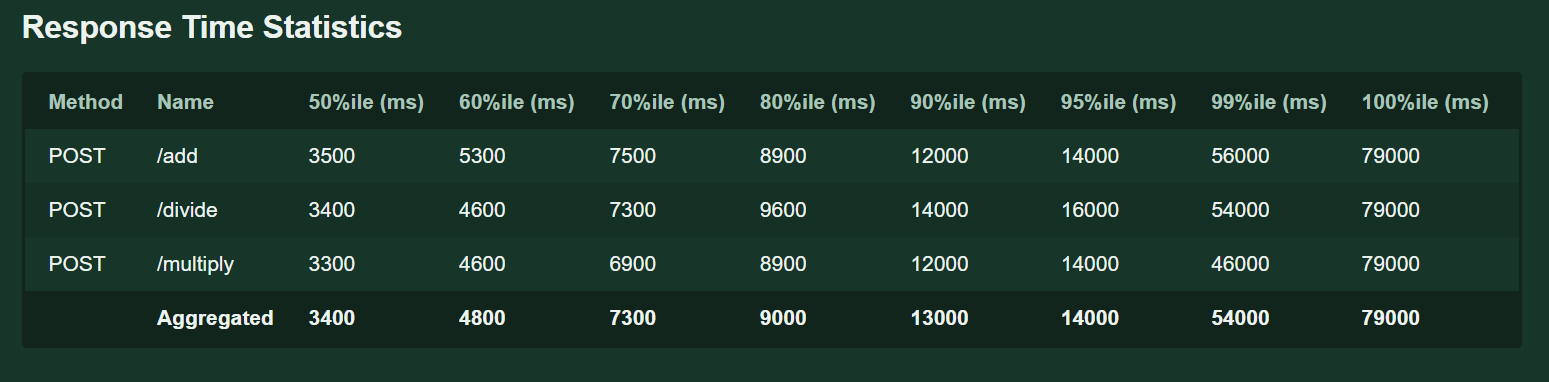 Response Time Statistics
Method Name 50%ile (ms) 60%ile (ms) 70%ile (ms) 80%ile (ms) 90%ile (ms) 95%ile (ms) 99%ile (ms) 100%ile (ms)
POST /add 3500 5300 7500 8900 12000 14000 56000 79000
POST /divide 3400 4600 7300 9600 14000 16000 54000 79000
POST /multiply 3300 4600 6900 8900 12000 14000 46000 79000
Aggregated 3400 4800 7300 9000 13000 14000 54000 79000